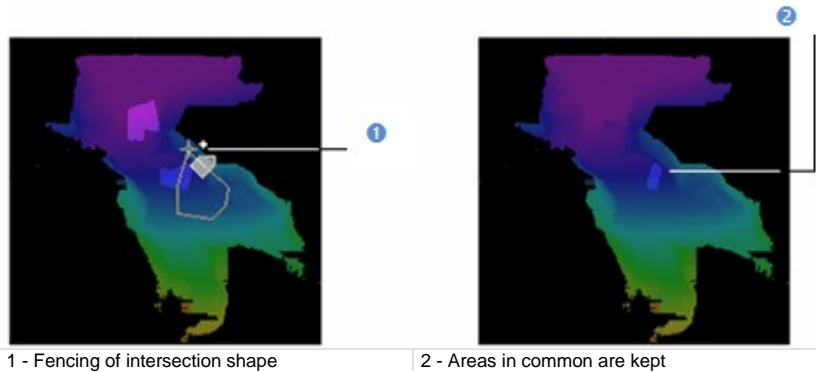 2
1
1 - Fencing of intersection shape
2 - Areas in common are kept